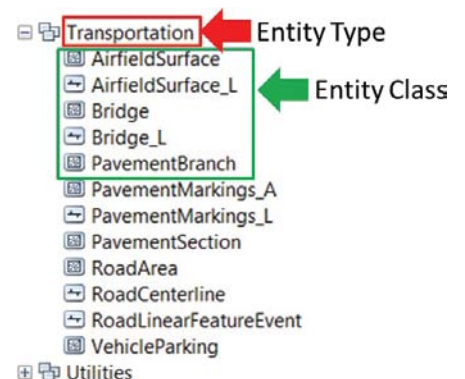 Transportation Entity Type
AirfieldSurface
AirfieldSurface_L Entity Class
Bridge
Bridge_L
PavementBranch
PavementMarkings_A
PavementMarkings_L
PavementSection
RoadArea
RoadCenterline
RoadLinearFeatureEvent
VehicleParking
Utilities